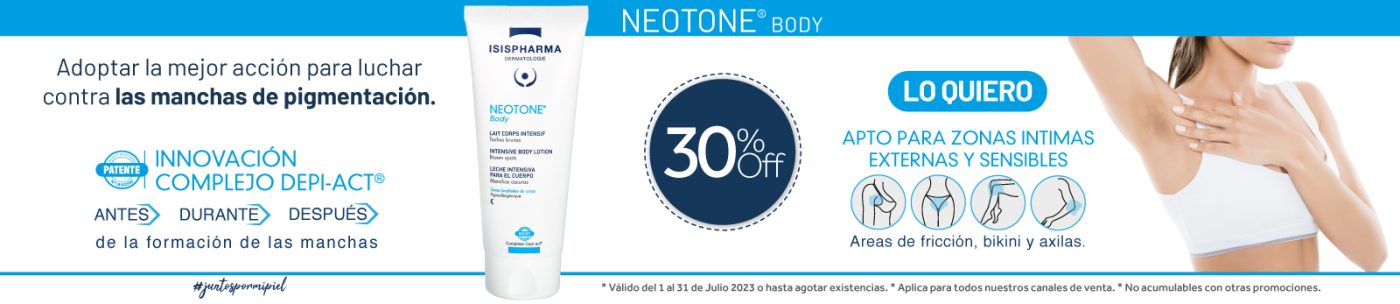 NEOTONE® BODY
Adoptar la mejor acción para luchar
contra las manchas de pigmentación.
PATENTE
INNOVACIÓN
COMPLEJO DEPI-ACT®
ANTES DURANTE DESPUÉS
de la formación de las manchas
#juntospormipiel
ISISPHARMA
DERMATOLOGIE
NEOTONE®
Body
LAIT CORPS INTENSIF
Taches brunes
INTENSIVE BODY LOTION
Brown spots
LECHE INTENSIVA
PARA EL CUERPO
Manchas oscuras
Complexe Depi-Act®
30% Off
LO QUIERO
APTO PARA ZONAS INTIMAS
EXTERNAS Y SENSIBLES
Areas de fricción, bikini y axilas.
* Válido del 1 al 31 de Julio 2023 o hasta agotar existencias. * Aplica para todos nuestros canales de venta. * No acumulables con otras promociones.